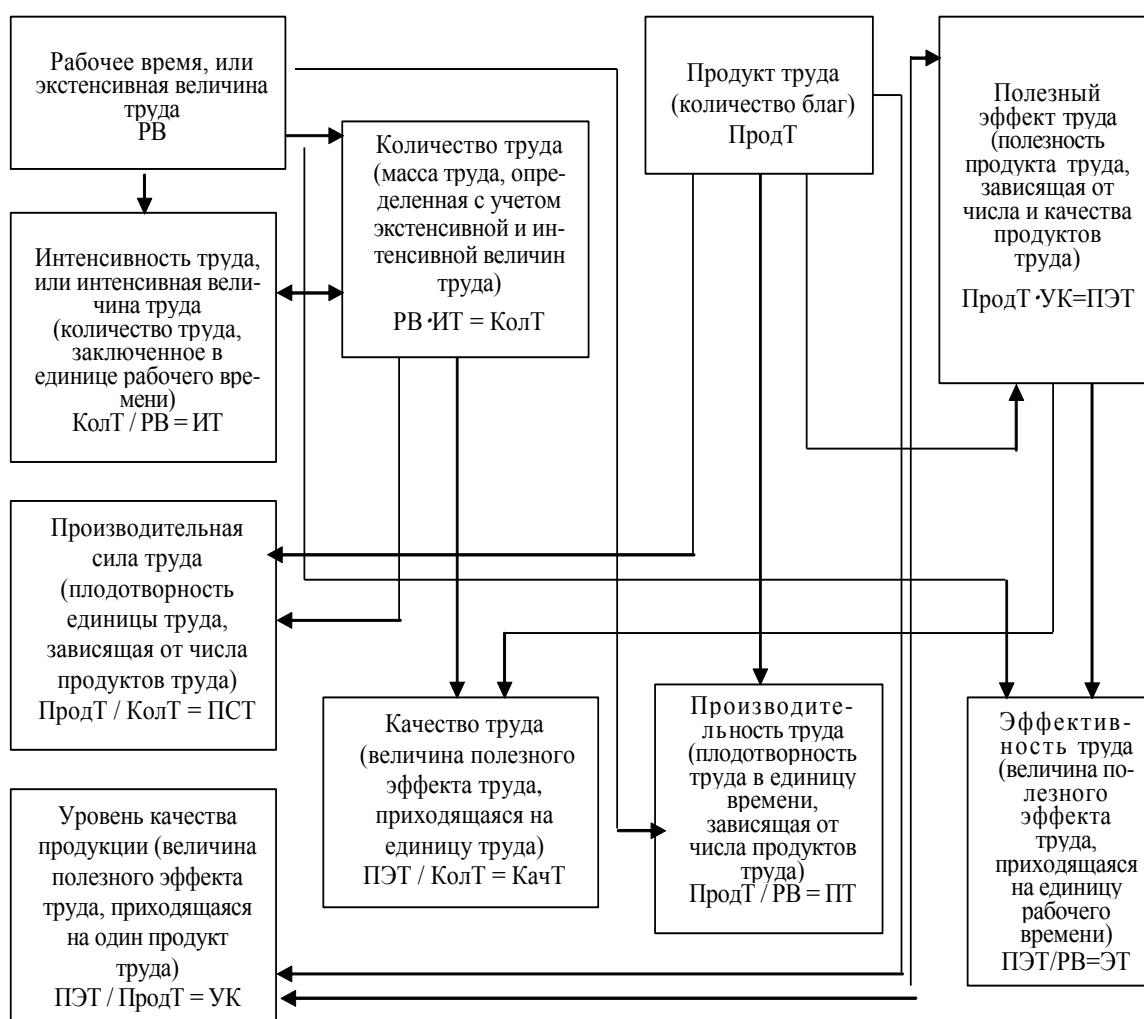 Рабочее время, или
экстенсивная величина
труда
РВ
Количество труда
(масса труда, опре-
деленная с учетом
экстенсивной и ин-
тенсивной величин
труда)
РВ·ИТ = КолТ
Продукт труда
(количество благ)
ПродТ
Полезный
эффект труда
(полезность
продукта труда,
зависящая от
числа и качества
продуктов
труда)
ПродТ·УК=ПЭТ
Интенсивность труда,
или интенсивная вели-
чина труда
(количество труда,
заключенное в
единице рабочего вре-
мени)
КолТ / РВ = ИТ
Производительная
сила труда
(плодотворность
единицы труда,
зависящая от числа
продуктов труда)
ПродТ / КолТ = ПСТ
Качество труда
(величина полезного
эффекта труда,
приходящаяся на
единицу труда)
ПЭТ / КолТ = КачТ
Производите-
льность труда
(плодотворность
труда в единицу
времени,
зависящая от
числа продуктов
труда)
ПродТ / РВ = ПТ
Эффектив-
ность труда
(величина по-
лезного
эффекта
труда,
приходящаяся
на единицу
рабочего
времени)
ПЭТ/РВ=ЭТ
Уровень качества
продукции (величина
полезного эффекта
труда, приходящаяся
на один продукт
труда)
ПЭТ / ПродТ = УК